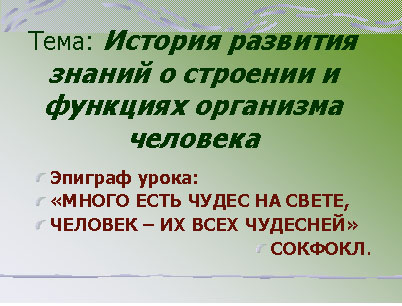 Тема: История развития
знаний о строении и
функциях организма
человека
Эпиграф урока:
«МНОГО ЕСТЬ ЧУДЕС НА СВЕТЕ,
ЧЕЛОВЕК – ИХ ВСЕХ ЧУДЕСНЕЙ»
СОКФОКЛ.